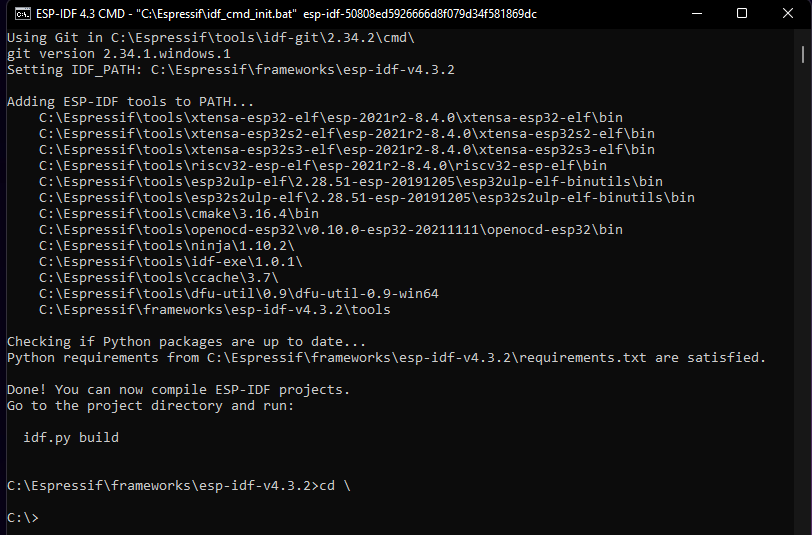 ESP-IDF 4.3 CMD - "C:\Espressif\idf_cmd_init.bat" esp-idf-50808ed5926666d8f079d34f581869dc
Using Git in C:\Espressif\tools\idf-git\2.34.2\cmd\
git version 2.34.1.windows.1
Setting IDF_PATH: C:\Espressif\frameworks\esp-idf-v4.3.2
Adding ESP-IDF tools to PATH...
C:\Espressif\tools\xtensa-esp32-elf\esp-2021r2-8.4.0\xtensa-esp32-elf\bin
C:\Espressif\tools\xtensa-esp32s2-elf\esp-2021r2-8.4.0\xtensa-esp32s2-elf\bin
C:\Espressif\tools\xtensa-esp32s3-elf\esp-2021r2-8.4.0\xtensa-esp32s3-elf\bin
C:\Espressif\tools\riscv32-esp-elf\esp-2021r2-8.4.0\riscv32-esp-elf\bin
C:\Espressif\tools\esp32ulp-elf\2.28.51-esp-20191205\esp32ulp-elf-binutils\bin
C:\Espressif\tools\esp32s2ulp-elf\2.28.51-esp-20191205\esp32s2ulp-elf-binutils\bin
C:\Espressif\tools\cmake\3.16.4\bin
C:\Espressif\tools\openocd-esp32\v0.10.0-esp32-20211111\openocd-esp32\bin
C:\Espressif\tools\ninja\1.10.2\
C:\Espressif\tools\idf-exe\1.0.1\
C:\Espressif\tools\ccache\3.7\
C:\Espressif\tools\dfu-util\0.9\dfu-util-0.9-win64
C:\Espressif\frameworks\esp-idf-v4.3.2\tools
Checking if Python packages are up to date...
Python requirements from C:\Espressif\frameworks\esp-idf-v4.3.2\requirements.txt are satisfied.
Done! You can now compile ESP-IDF projects.
Go to the project directory and run:
idf.py build
C:\Espressif\frameworks\esp-idf-v4.3.2>cd \
C:\>